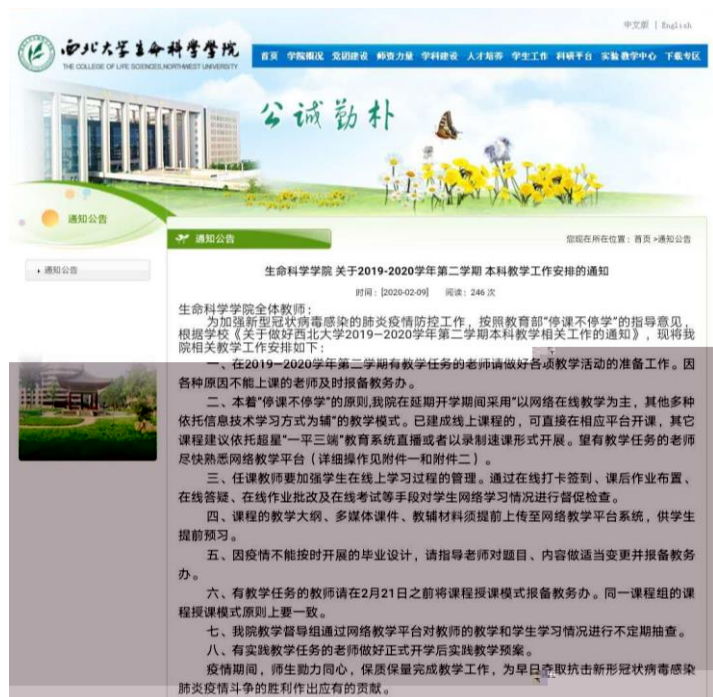 中文版 | English
西北大学生命科学学院
THE COLLEGE OF LIFE SCIENCES,NORTHWEST UNIVERSITY
首页 学院概况 党团建设 师资力量 学科建设 人才培养 学生工作 科研平台 实验教学中心 下载专区
公诚勤朴
通知公告
通知公告
您现在所在位置：首页 >通知公告
通知公告
生命科学学院 关于2019-2020学年第二学期 本科教学工作安排的通知
时间：[2020-02-09] 阅读：246 次
生命科学学院全体教师：
为加强新型冠状病毒感染的肺炎疫情防控工作，按照教育部“停课不停学”的指导意见，
根据学校《关于做好西北大学2019-2020学年第二学期本科教学相关工作的通知》，现将我
院相关教学工作安排如下：
一、在2019—2020学年第二学期有教学任务的老师请做好各项教学活动的准备工作。因
各种原因不能上课的老师及时报备教务办。
二、本着“停课不停学”的原则,我院在延期开学期间采用“以网络在线教学为主，其他多种
依托信息技术学习方式为辅”的教学模式。已建成线上课程的，可直接在相应平台开课，其它
课程建议依托超星“一平三端”教育系统直播或者以录制速课形式开展。望有教学任务的老师
尽快熟悉网络教学平台（详细操作见附件一和附件二）。
三、任课教师要加强学生在线上学习过程的管理。通过在线打卡签到、课后作业布置、
在线答疑、在线作业批改及在线考试等手段对学生网络学习情况进行督促检查。
四、课程的教学大纲、多媒体课件、教辅材料须提前上传至网络教学平台系统，供学生
提前预习。
五、因疫情不能按时开展的毕业设计，请指导老师对题目、内容做适当变更并报备教务
办。
六、有教学任务的教师请在2月21日之前将课程授课模式报备教务办。同一课程组的课
程授课模式原则上要一致。
七、我院教学督导组通过网络教学平台对教师的教学和学生学习情况进行不定期抽查。
八、有实践教学任务的老师做好正式开学后实践教学预案。
疫情期间，师生勠力同心，保质保量完成教学工作，为早日夺取抗击新形冠状病毒感染
肺炎疫情斗争的胜利作出应有的贡献。